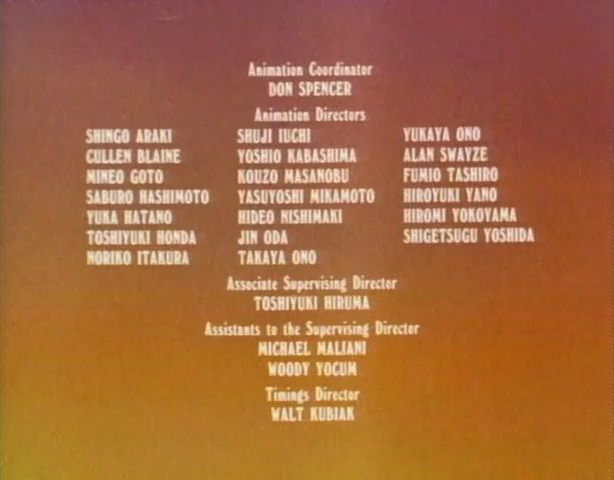 Animation Coordinator
DON SPENCER
Animation Directors
SHINGO ARAKI SHUJI IUCHI YUKAYA ONO
CULLEN BLAINE YOSHIO KABASHIMA ALAN SWAYZE
MINEO GOTO KOUZO MASANOBU FUMIO TASHIRO
SABURO HASHIMOTO YASUYOSHI MIKAMOTO HIROYUKI YANO
YUKA HATANO HIDEO NISHIMAKI HIROMI YOKOYAMA
TOSHIYUKI HONDA JIN ODA SHIGETSUGU YOSHIDA
NORIKO ITAKURA TAKAYA ONO
Associate Supervising Director
TOSHIYUKI HIRUMA
Assistants to the Supervising Director
MICHAEL MALIANI
WOODY YOCUM
Timings Director
WALT KUBIAK